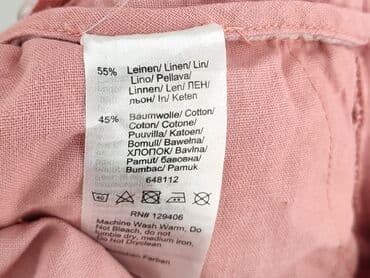 55% Leinen/ Linen/ Lin/
Lino/ Pellava/
Linnen/ Len/ ЛЕН/
льон/ In/ Keten
45% Baumwolle/ Cotton/
Coton/ Cotone/
Puuvilla/ Katoen/
Bomull/ Bawełna/
ХЛОПОК/ Bavlna/
Pamut/ бавовна/
Bumbac/ Pamuk
648112
40
RN# 129406
Machine Wash Warm, Do
Not Bleach, do not
tumble dry, medium iron,
Do Not Dryclean
Farben